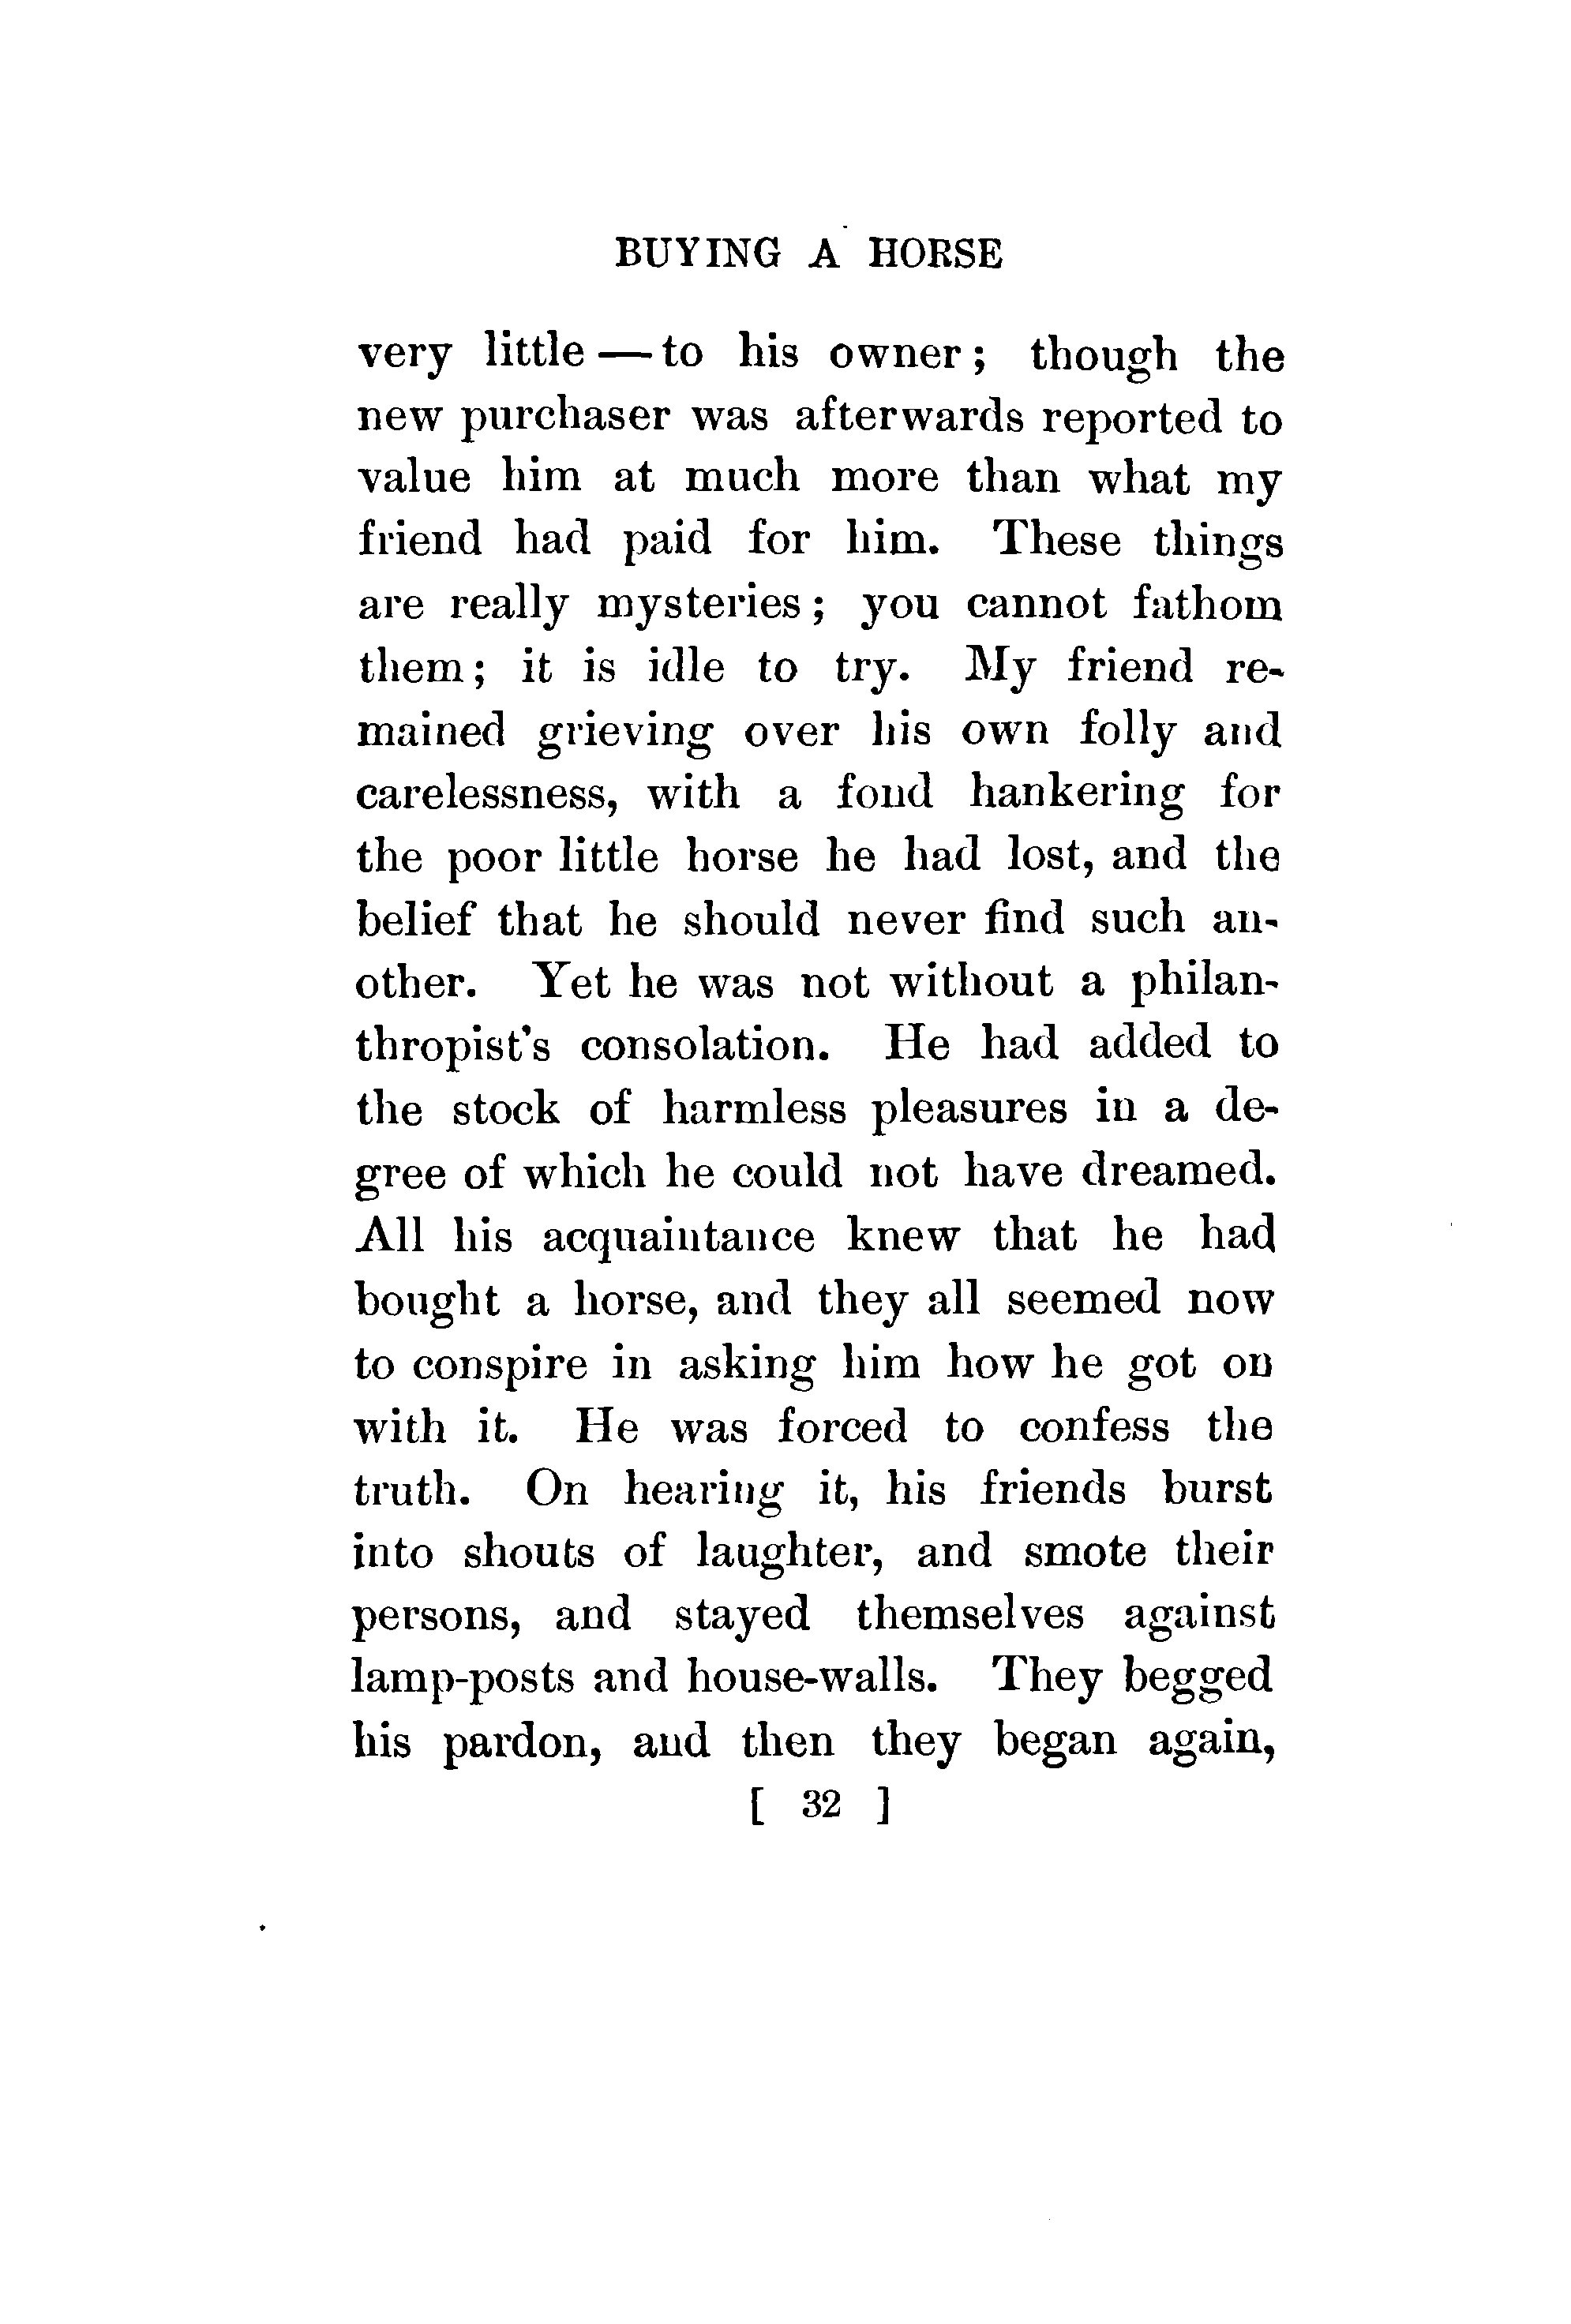 BUYING A HORSE
very little — to his owner; though the
new purchaser was afterwards reported to
value him at much more than what my
friend had paid for him. These things
are really mysteries; you cannot fathom
them; it is idle to try. My friend re-
mained grieving over his own folly and
carelessness, with a fond hankering for
the poor little horse he had lost, and the
belief that he should never find such an-
other. Yet he was not without a philan-
thropist's consolation. He had added to
the stock of harmless pleasures in a de-
gree of which he could not have dreamed.
All his acquaintance knew that he had
bought a horse, and they all seemed now
to conspire in asking him how he got on
with it. He was forced to confess the
truth. On hearing it, his friends burst
into shouts of laughter, and smote their
persons, and stayed themselves against
lamp-posts and house-walls. They begged
his pardon, and then they began again,
[ 32 ]